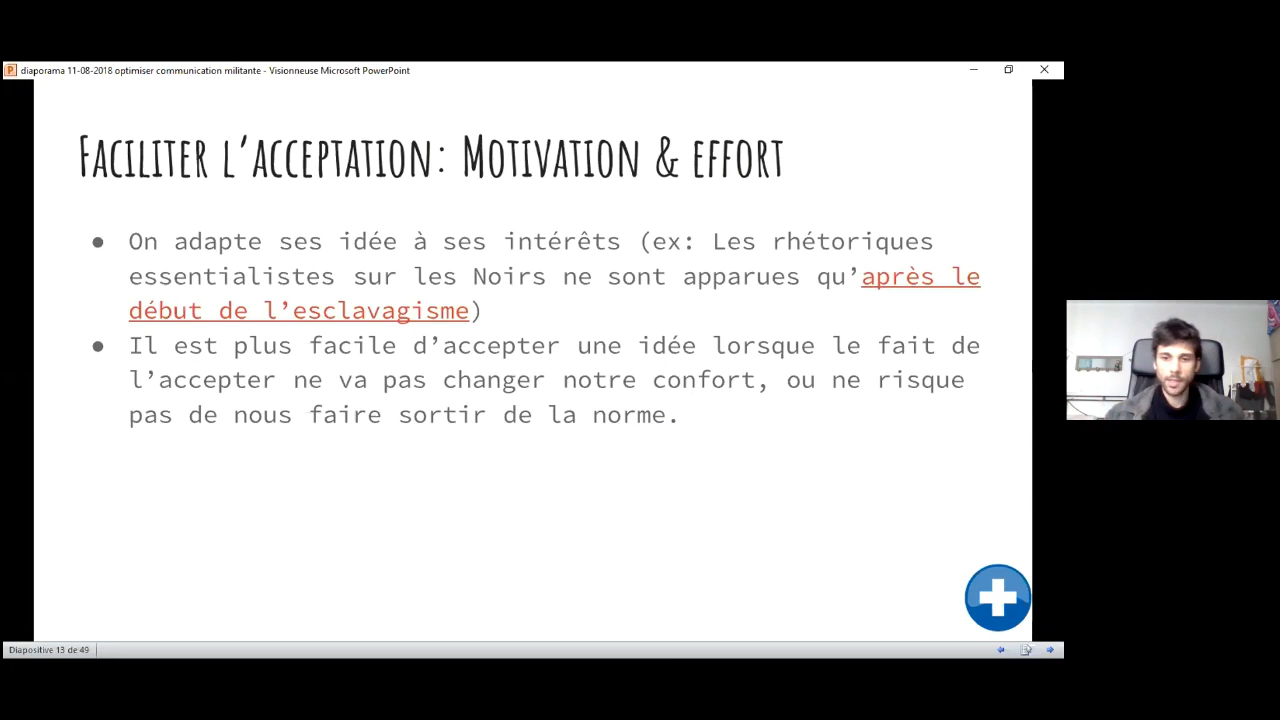 diaporama 11-08-2018 optimiser communication militante - Visionneuse Microsoft PowerPoint
Faciliter l’acceptation: Motivation & effort
● On adapte ses idée à ses intérêts (ex: Les rhétoriques
essentialistes sur les Noirs ne sont apparues qu’après le
début de l’esclavagisme)
● Il est plus facile d’accepter une idée lorsque le fait de
l’accepter ne va pas changer notre confort, ou ne risque
pas de nous faire sortir de la norme.
Diapositive 13 de 49